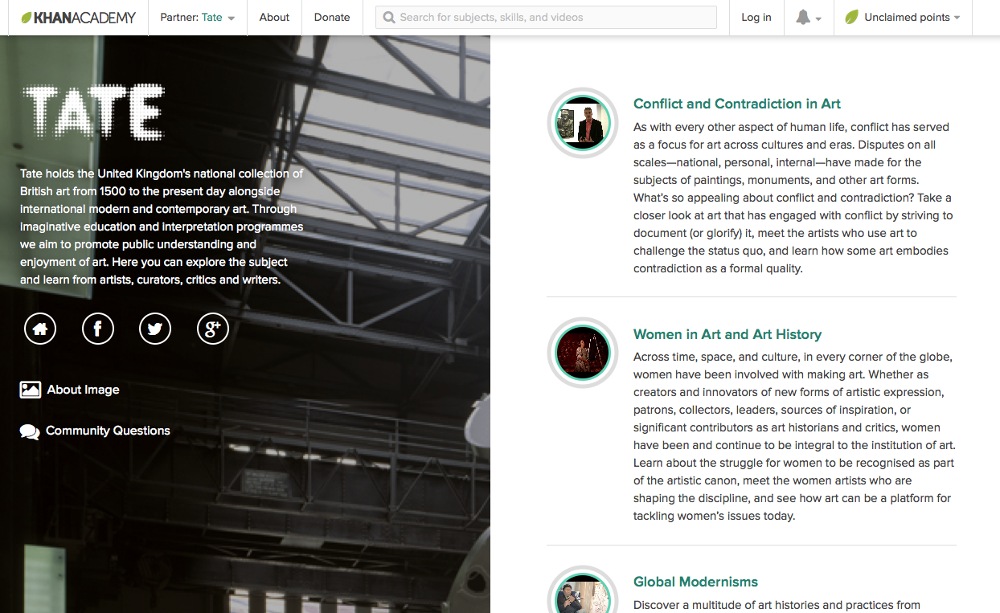 KHANACADEMY
Partner: Tate
About
Donate
Search for subjects, skills, and videos
Log in
Unclaimed points
TATE
Tate holds the United Kingdom's national collection of
British art from 1500 to the present day alongside
international modern and contemporary art. Through
imaginative education and interpretation programmes
we aim to promote public understanding and
enjoyment of art. Here you can explore the subject
and learn from artists, curators, critics and writers.
f
g+
About Image
Community Questions
Conflict and Contradiction in Art
As with every other aspect of human life, conflict has served
as a focus for art across cultures and eras. Disputes on all
scales—national, personal, internal—have made for the
subjects of paintings, monuments, and other art forms.
What’s so appealing about conflict and contradiction? Take a
closer look at art that has engaged with conflict by striving to
document (or glorify) it, meet the artists who use art to
challenge the status quo, and learn how some art embodies
contradiction as a formal quality.
Women in Art and Art History
Across time, space, and culture, in every corner of the globe,
women have been involved with making art. Whether as
creators and innovators of new forms of artistic expression,
patrons, collectors, leaders, sources of inspiration, or
significant contributors as art historians and critics, women
have been and continue to be integral to the institution of art.
Learn about the struggle for women to be recognised as part
of the artistic canon, meet the women artists who are
shaping the discipline, and see how art can be a platform for
tackling women’s issues today.
Global Modernisms
Discover a multitude of art histories and practices from